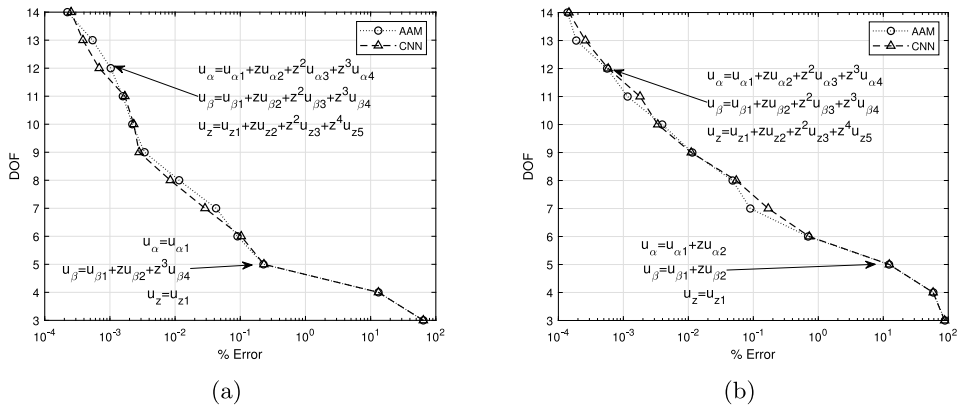 14
13
12
11
10
9
8
7
6
5
4
3
DOF
AAM
CNN
uα=uα1+zuα2+z²uα3+z³uα4
uβ=uβ1+zuβ2+z²uβ3+z³uβ4
uz=uz1+zuz2+z²uz3+z⁴uz5
uα=uα1
uβ=uβ1+zuβ2+z³uβ4
uz=uz1
10⁻⁴ 10⁻³ 10⁻² 10⁻¹ 10⁰ 10¹ 10²
% Error
(a)
14
13
12
11
10
9
8
7
6
5
4
3
DOF
AAM
CNN
uα=uα1+zuα2+z²uα3+z³uα4
uβ=uβ1+zuβ2+z²uβ3+z³uβ4
uz=uz1+zuz2+z²uz3+z⁴uz5
uα=uα1+zuα2
uβ=uβ1+zuβ2
uz=uz1
10⁻⁴ 10⁻³ 10⁻² 10⁻¹ 10⁰ 10¹ 10²
% Error
(b)